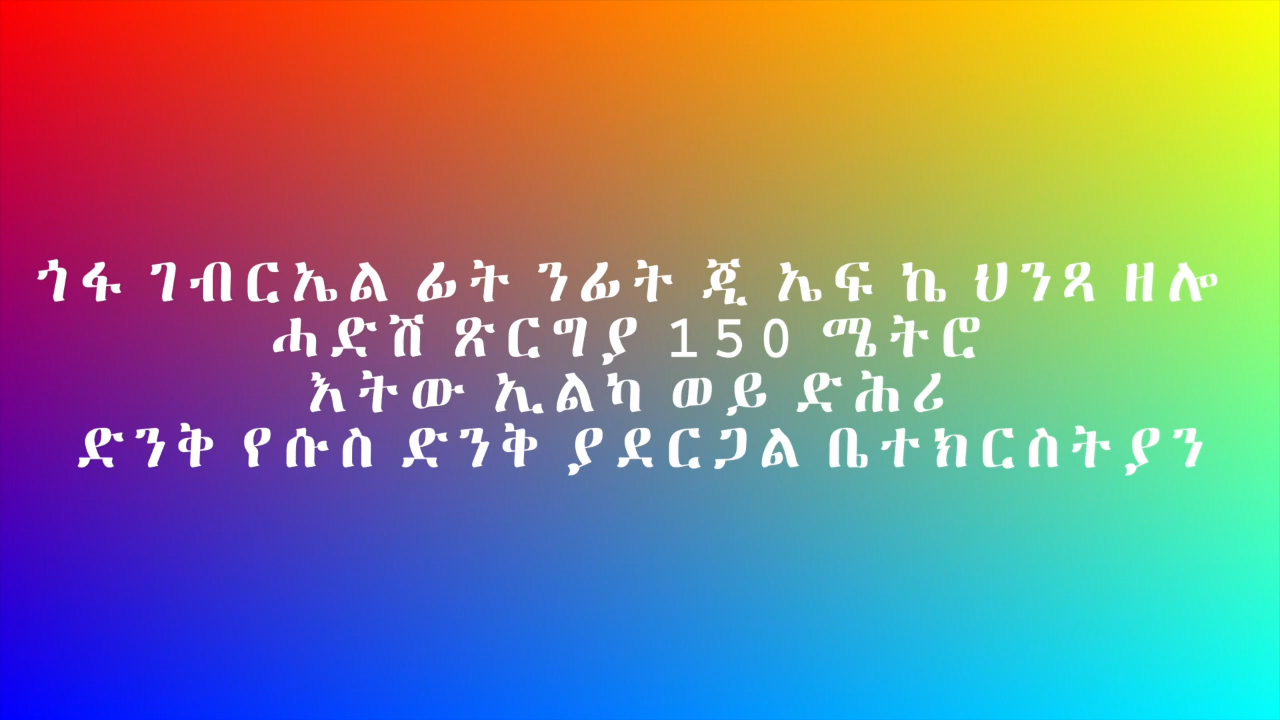 ጎፋ ገብርኤል ፊት ንፊት ጂ ኤፍ ኬ ህንጻ ዘሎ
ሓድሽ ጽርግያ 150 ሜትሮ
እትው ኢልካ ወይ ድሕሪ
ድንቅ የሱስ ድንቅ ያደርጋል ቤተክርስትያን